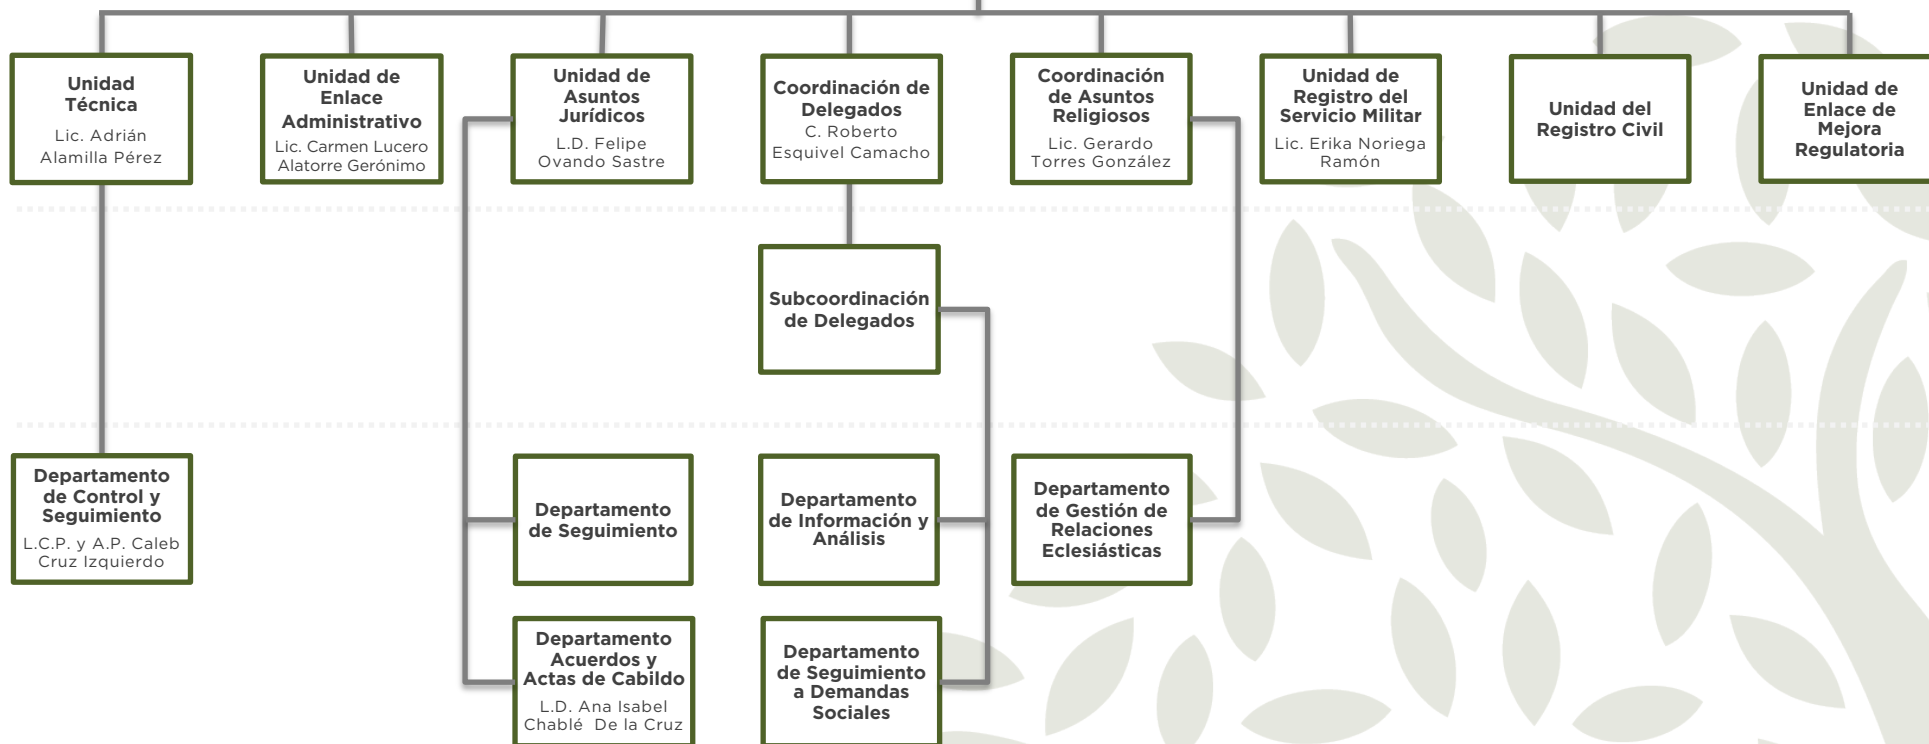 Unidad
Técnica
Lic. Adrián
Alamilla Pérez
Unidad de
Enlace
Administrativo
Lic. Carmen Lucero
Alatorre Gerónimo
Unidad de
Asuntos
Jurídicos
L.D. Felipe
Ovando Sastre
Coordinación de
Delegados
C. Roberto
Esquivel Camacho
Coordinación
de Asuntos
Religiosos
Lic. Gerardo
Torres González
Unidad de
Registro del
Servicio Militar
Lic. Erika Noriega
Ramón
Unidad del
Registro Civil
Unidad de
Enlace de
Mejora
Regulatoria
Subcoordinación
de Delegados
Departamento
de Control y
Seguimiento
L.C.P. y A.P. Caleb
Cruz Izquierdo
Departamento
de Seguimiento
Departamento
de Información y
Análisis
Departamento
de Gestión de
Relaciones
Eclesiásticas
Departamento
Acuerdos y
Actas de Cabildo
L.D. Ana Isabel
Chablé De la Cruz
Departamento
de Seguimiento
a Demandas
Sociales